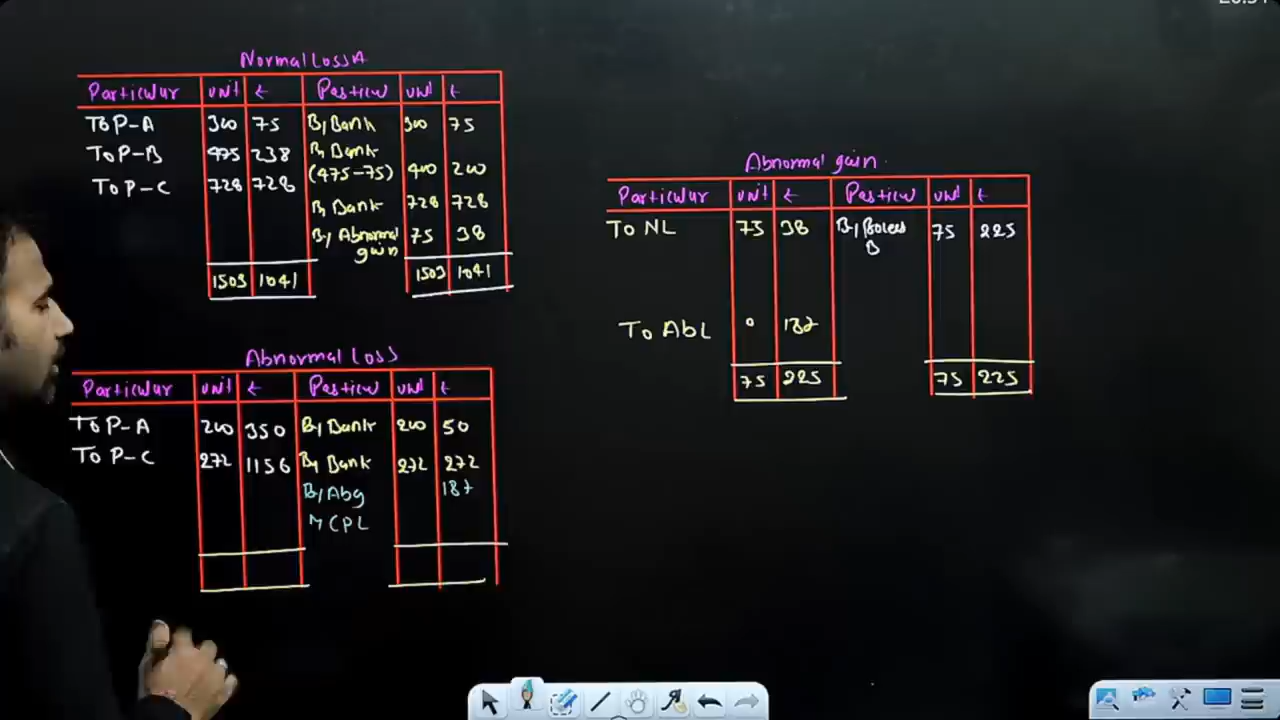 Normal Loss A
Particular unit ₹ Particu unit ₹
To P-A 300 75 By Bank 300 75
To P-B 475 238 By Bank
(475-75) 400 200
To P-C 728 728 By Bank 728 728
By Abnormal 75 38
gain
1503 1041 1503 1041
Abnormal gain
Particular unit ₹ Particu unit ₹
To NL 75 38 By Process 75 225
B
To AbL 0 187
75 225 75 225
Abnormal Loss
Particular unit ₹ Particu unit ₹
To P-A 200 350 By Bank 200 50
To P-C 272 1156 By Bank 272 272
By Abg 187
CPL